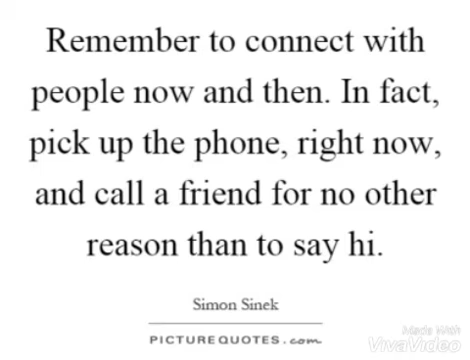 Remember to connect with
people now and then. In fact,
pick up the phone, right now,
and call a friend for no other
reason than to say hi.
Simon Sinek
PICTUREQUOTES.com
Made With
VivaVideo